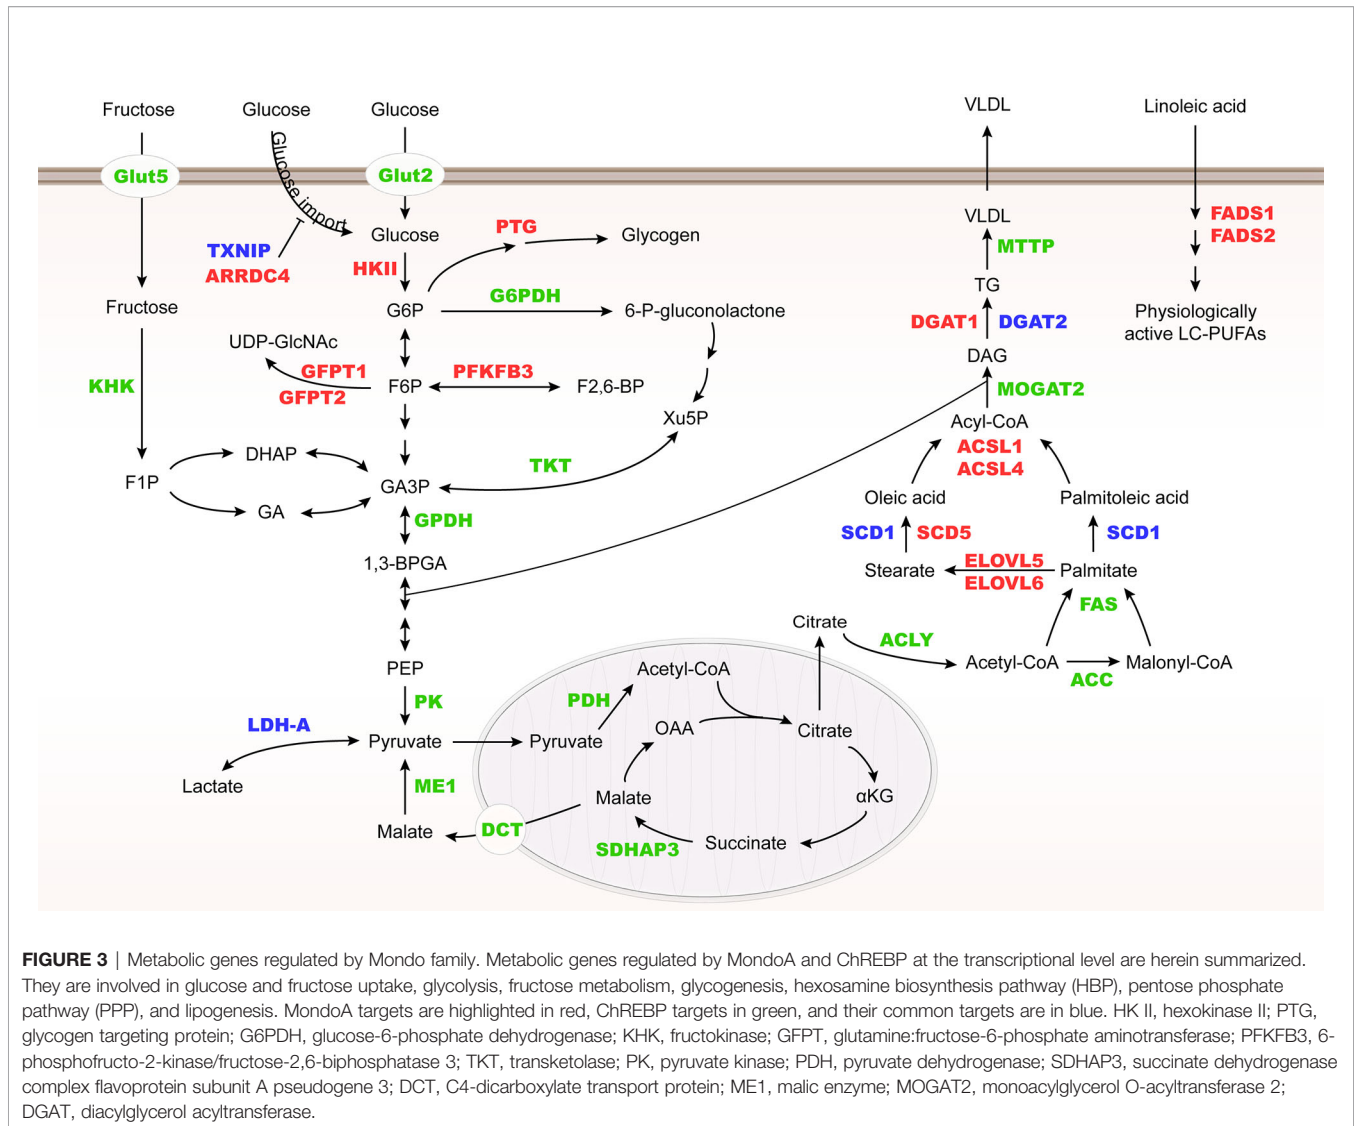 Fructose
Glucose
Glucose
VLDL
Linoleic acid
Glut5
Glucose import
Glut2
VLDL
FADS1
FADS2
PTG
Glucose
Glycogen
MTTP
TXNIP
ARRDC4
HKII
TG
Fructose
G6P
G6PDH
6-P-gluconolactone
DGAT1
DGAT2
Physiologically
active LC-PUFAs
UDP-GlcNAc
DAG
GFPT1
GFPT2
KHK
F6P
PFKFB3
F2,6-BP
MOGAT2
Xu5P
Acyl-CoA
ACSL1
ACSL4
DHAP
F1P
GA3P
TKT
GA
Oleic acid
Palmitoleic acid
GPDH
SCD1
SCD5
SCD1
1,3-BPGA
Stearate
ELOVL5
ELOVL6
Palmitate
FAS
Citrate
ACLY
PEP
Acetyl-CoA
Acetyl-CoA
Malonyl-CoA
ACC
PK
PDH
LDH-A
OAA
Citrate
Pyruvate
Pyruvate
Lactate
ME1
Malate
αKG
Malate
DCT
SDHAP3
Succinate
FIGURE 3 | Metabolic genes regulated by Mondo family. Metabolic genes regulated by MondoA and ChREBP at the transcriptional level are herein summarized.
They are involved in glucose and fructose uptake, glycolysis, fructose metabolism, glycogenesis, hexosamine biosynthesis pathway (HBP), pentose phosphate
pathway (PPP), and lipogenesis. MondoA targets are highlighted in red, ChREBP targets in green, and their common targets are in blue. HK II, hexokinase II; PTG,
glycogen targeting protein; G6PDH, glucose-6-phosphate dehydrogenase; KHK, fructokinase; GFPT, glutamine:fructose-6-phosphate aminotransferase; PFKFB3, 6-
phosphofructo-2-kinase/fructose-2,6-biphosphatase 3; TKT, transketolase; PK, pyruvate kinase; PDH, pyruvate dehydrogenase; SDHAP3, succinate dehydrogenase
complex flavoprotein subunit A pseudogene 3; DCT, C4-dicarboxylate transport protein; ME1, malic enzyme; MOGAT2, monoacylglycerol O-acyltransferase 2;
DGAT, diacylglycerol acyltransferase.